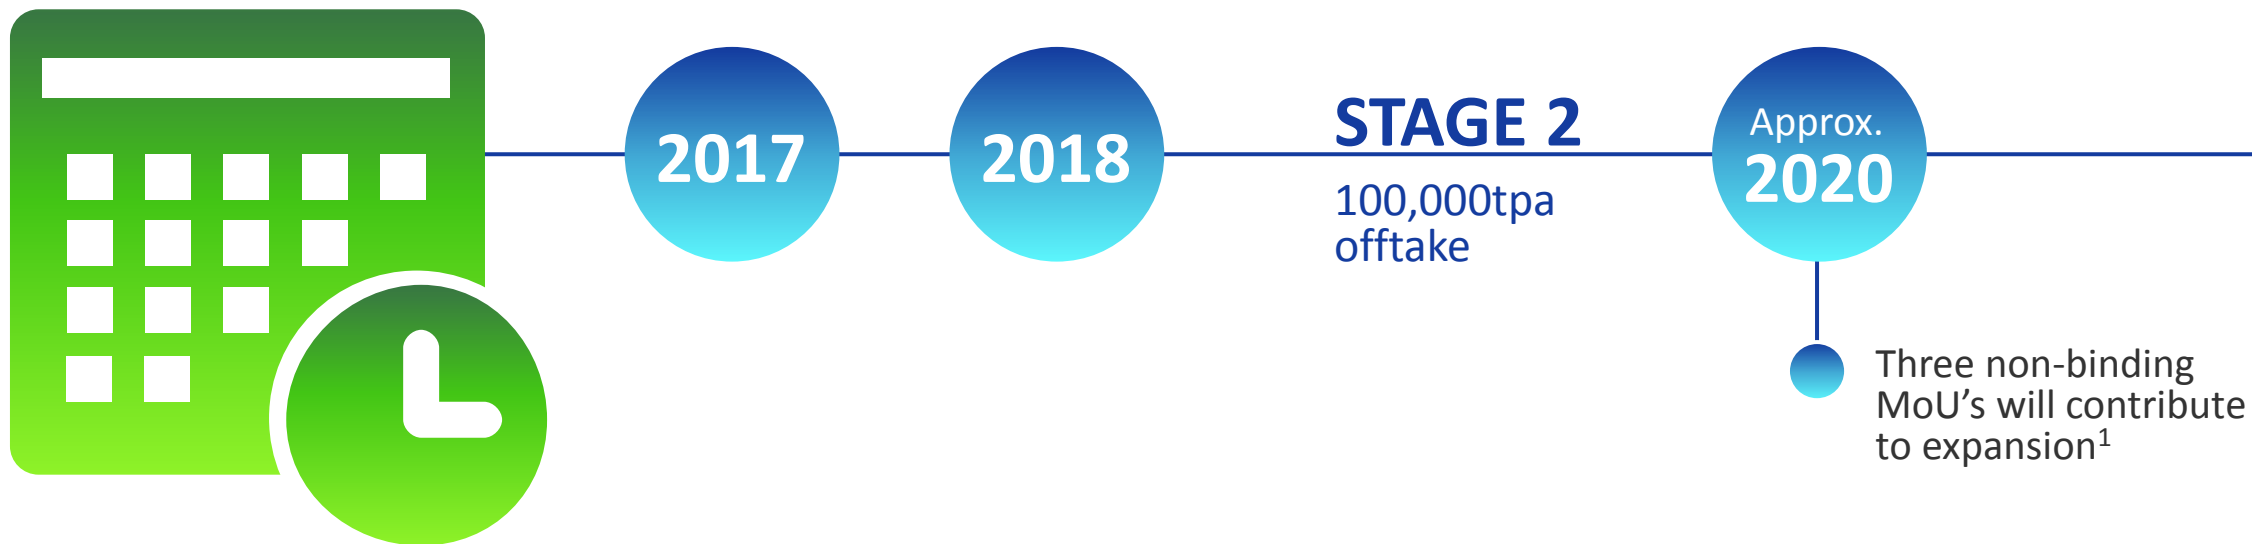 2017
2018
STAGE 2
100,000tpa
offtake
Approx.
2020
Three non-binding
MoU’s will contribute
to expansion¹